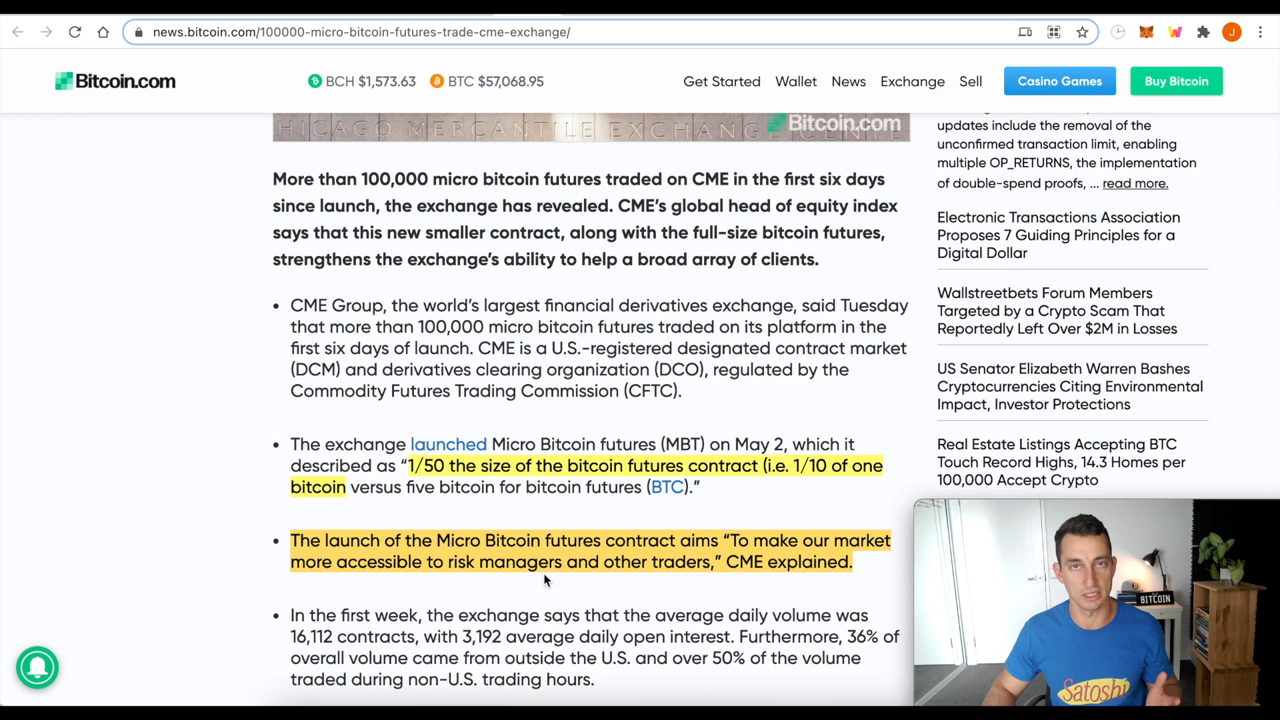 news.bitcoin.com/100000-micro-bitcoin-futures-trade-cme-exchange/
J
Bitcoin.com
BCH $1,573.63
BTC $57,068.95
Get Started
Wallet
News
Exchange
Sell
Casino Games
Buy Bitcoin
HICAGO MERCANTILE EXCHANGE CENTE
Bitcoin.com
More than 100,000 micro bitcoin futures traded on CME in the first six days
since launch, the exchange has revealed. CME’s global head of equity index
says that this new smaller contract, along with the full-size bitcoin futures,
strengthens the exchange’s ability to help a broad array of clients.
• CME Group, the world’s largest financial derivatives exchange, said Tuesday
that more than 100,000 micro bitcoin futures traded on its platform in the
first six days of launch. CME is a U.S.-registered designated contract market
(DCM) and derivatives clearing organization (DCO), regulated by the
Commodity Futures Trading Commission (CFTC).
• The exchange launched Micro Bitcoin futures (MBT) on May 2, which it
described as “1/50 the size of the bitcoin futures contract (i.e. 1/10 of one
bitcoin versus five bitcoin for bitcoin futures (BTC).”
• The launch of the Micro Bitcoin futures contract aims “To make our market
more accessible to risk managers and other traders,” CME explained.
• In the first week, the exchange says that the average daily volume was
16,112 contracts, with 3,192 average daily open interest. Furthermore, 36% of
overall volume came from outside the U.S. and over 50% of the volume
traded during non-U.S. trading hours.
updates include the removal of the
unconfirmed transaction limit, enabling
multiple OP_RETURNS, the implementation
of double-spend proofs, ... read more.
Electronic Transactions Association
Proposes 7 Guiding Principles for a
Digital Dollar
Wallstreetbets Forum Members
Targeted by a Crypto Scam That
Reportedly Left Over $2M in Losses
US Senator Elizabeth Warren Bashes
Cryptocurrencies Citing Environmental
Impact, Investor Protections
Real Estate Listings Accepting BTC
Touch Record Highs, 14.3 Homes per
100,000 Accept Crypto
BITCOIN
Satoshi